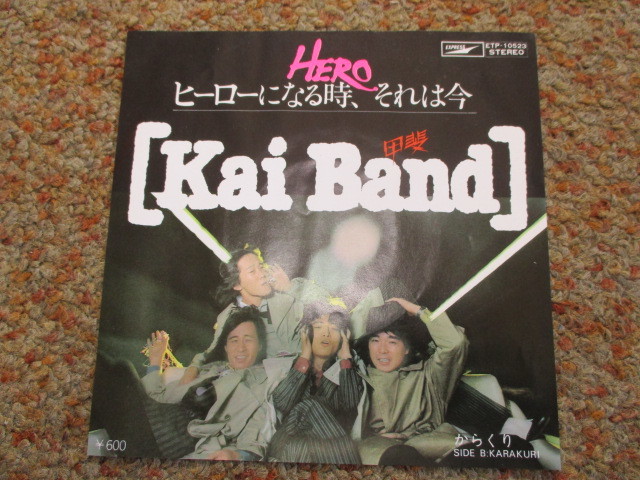 EXPRESS
ETP-10523
STEREO
HERO
ヒーローになる時、それは今
甲斐
[Kai Band]
¥600
からくり
SIDE B:KARAKURI